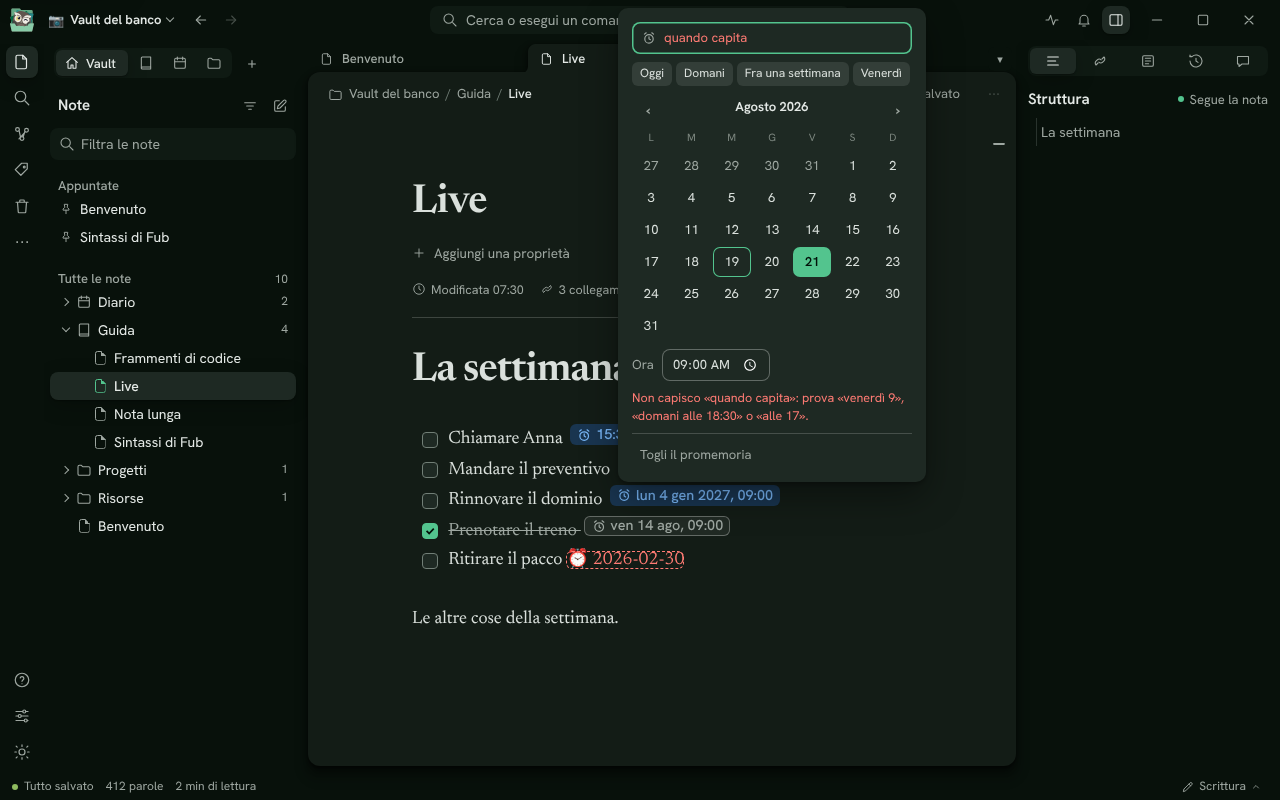 Vault del banco
Cerca o esegui un coman
Vault
Note
Filtra le note
Appuntate
Benvenuto
Sintassi di Fub
Tutte le note 10
Diario 2
Guida 4
Frammenti di codice
Live
Nota lunga
Sintassi di Fub
Progetti 1
Risorse 1
Benvenuto
Benvenuto
Live
Vault del banco / Guida / Live
alvato
Live
Aggiungi una proprietà
Modificata 07:30 3 collegam
La settimana
Chiamare Anna 15:3
Mandare il preventivo
Rinnovare il dominio lun 4 gen 2027, 09:00
Prenotare il treno ven 14 ago, 09:00
Ritirare il pacco ⏰ 2026-02-30
Le altre cose della settimana.
quando capita
Oggi Domani Fra una settimana Venerdì
‹ Agosto 2026 ›
L M M G V S D
27 28 29 30 31 1 2
3 4 5 6 7 8 9
10 11 12 13 14 15 16
17 18 19 20 21 22 23
24 25 26 27 28 29 30
31
Ora 09:00 AM
Non capisco «quando capita»: prova «venerdì 9»,
«domani alle 18:30» o «alle 17».
Togli il promemoria
Struttura Segue la nota
La settimana
Tutto salvato 412 parole 2 min di lettura
Scrittura